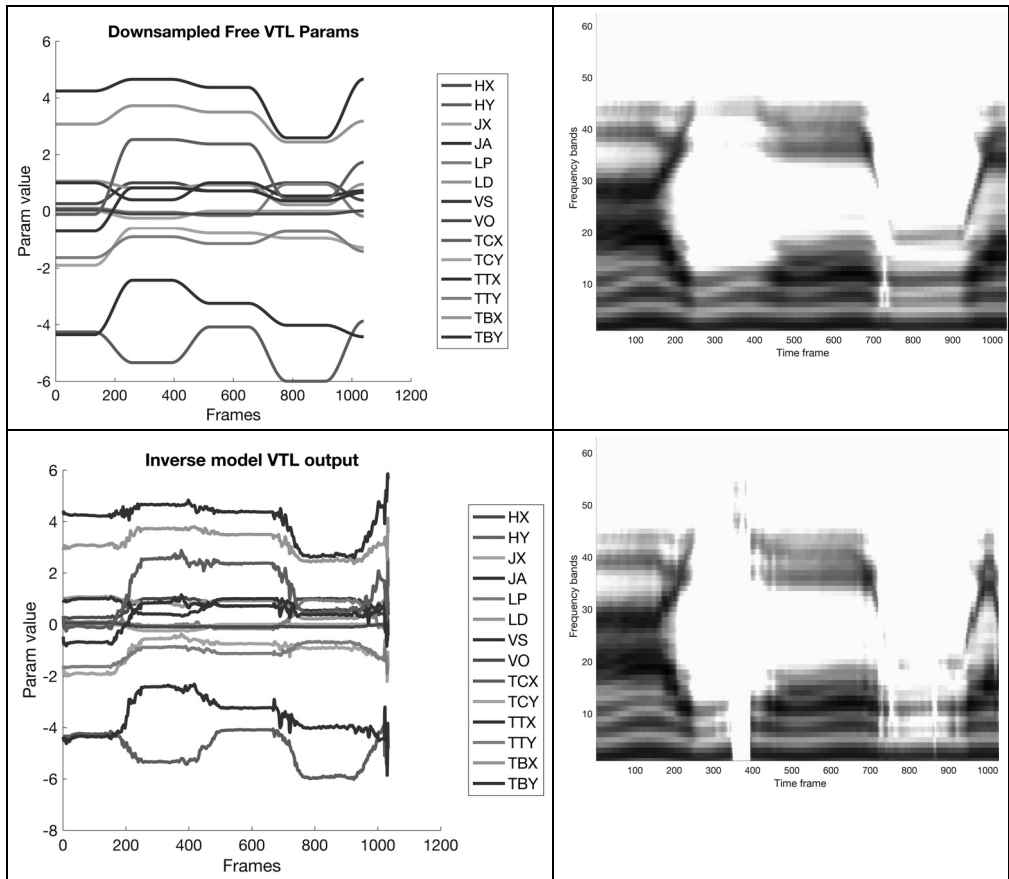 Downsampled Free VTL Params
6
4
2
0
-2
-4
-6
Param value
0 200 400 600 800 1000 1200
Frames
HX
HY
JX
JA
LP
LD
VS
VO
TCX
TCY
TTX
TTY
TBX
TBY
60
50
40
30
20
10
Frequency bands
100 200 300 400 500 600 700 800 900 1000
Time frame
Inverse model VTL output
6
4
2
0
-2
-4
-6
-8
Param value
0 200 400 600 800 1000 1200
Frames
HX
HY
JX
JA
LP
LD
VS
VO
TCX
TCY
TTX
TTY
TBX
TBY
60
50
40
30
20
10
Frequency bands
100 200 300 400 500 600 700 800 900 1000
Time frame